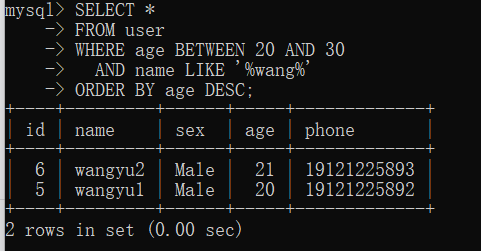 mysql> SELECT *
    -> FROM user
    -> WHERE age BETWEEN 20 AND 30
    ->   AND name LIKE '%wang%'
    -> ORDER BY age DESC;
+----+---------+------+------+-------------+
| id | name    | sex  | age  | phone       |
+----+---------+------+------+-------------+
|  6 | wangyu2 | Male |   21 | 19121225893 |
|  5 | wangyu1 | Male |   20 | 19121225892 |
+----+---------+------+------+-------------+
2 rows in set (0.00 sec)